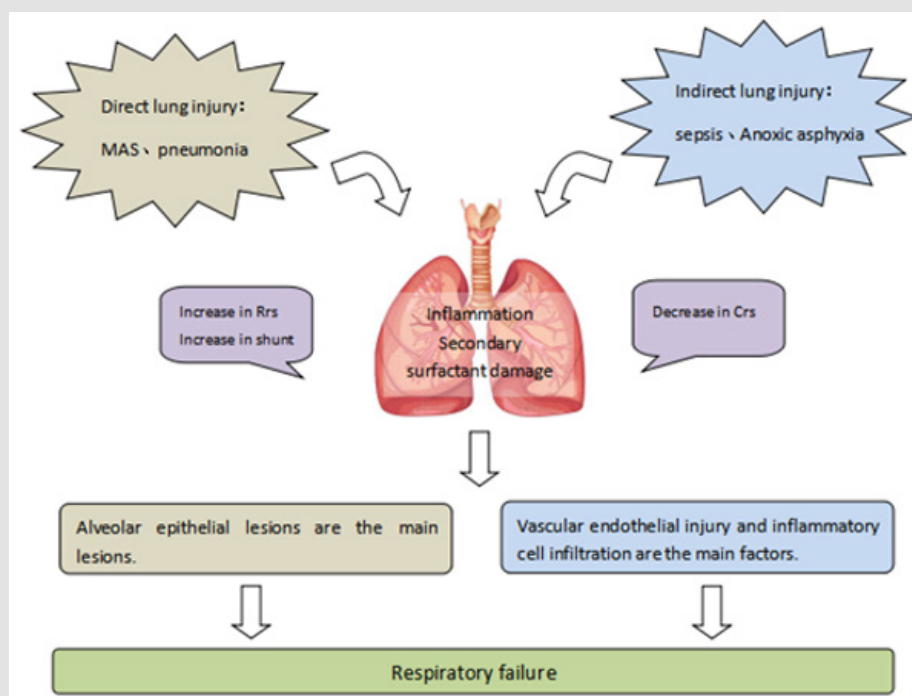 Direct lung injury：
MAS、pneumonia
Indirect lung injury：
sepsis、Anoxic asphyxia
Increase in Rrs
Increase in shunt
Inflammation
Secondary
surfactant damage
Decrease in Crs
Alveolar epithelial lesions are the main
lesions.
Vascular endothelial injury and inflammatory
cell infiltration are the main factors.
Respiratory failure